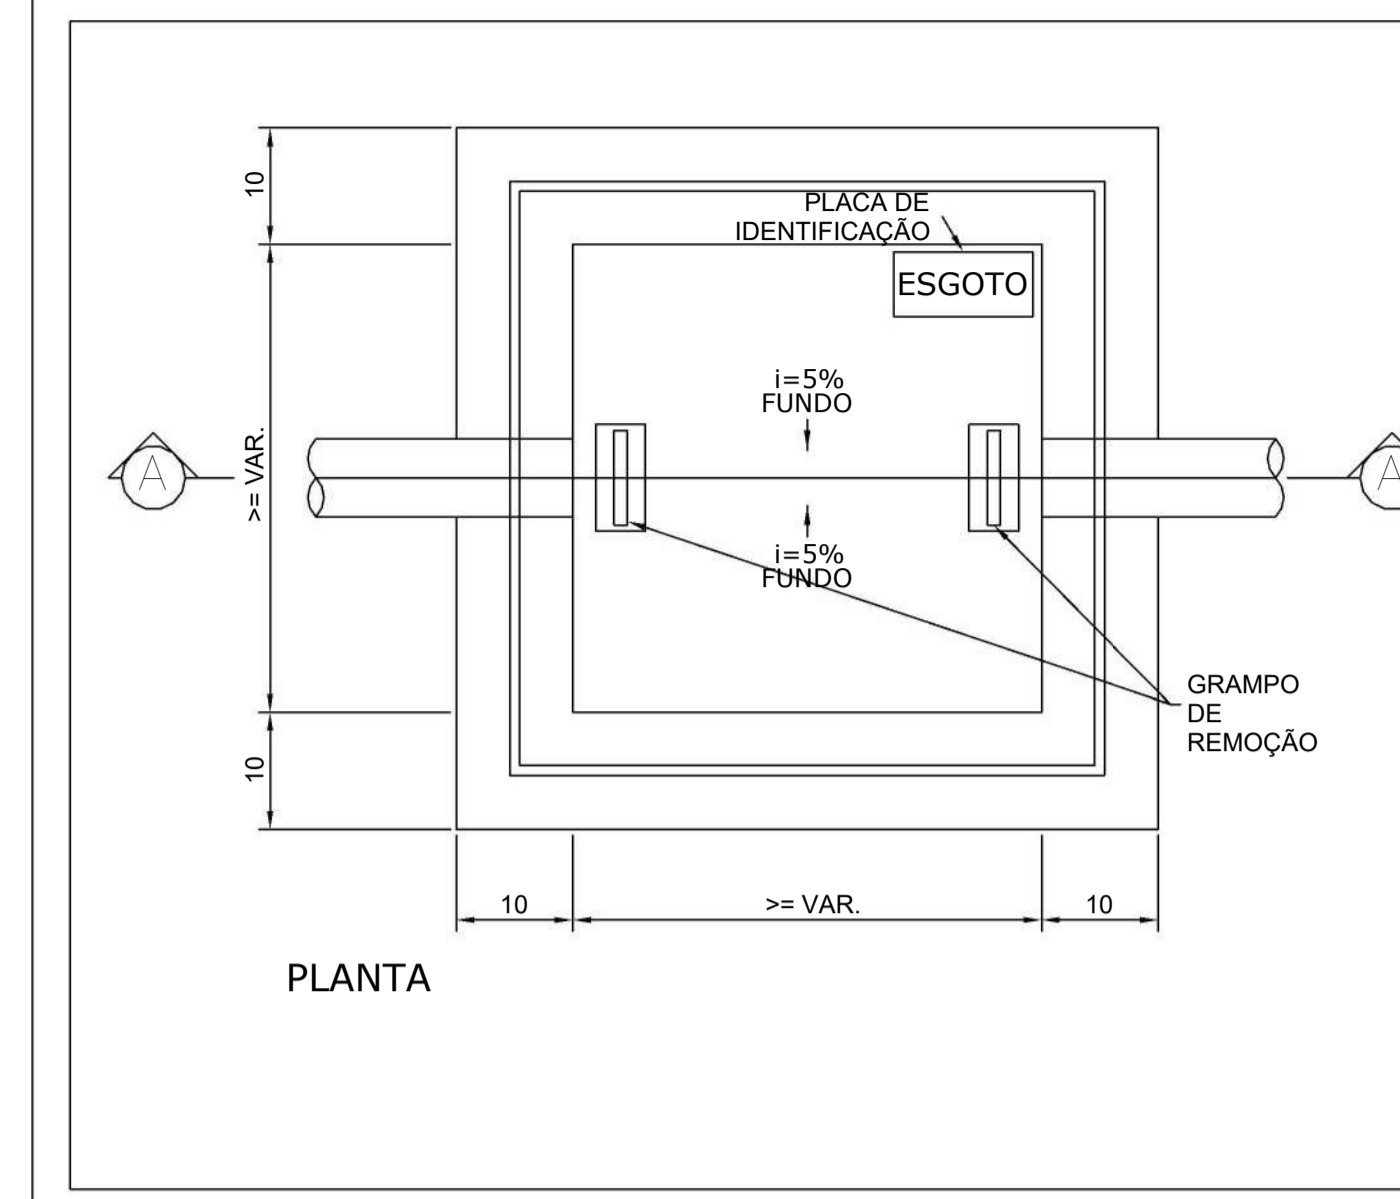 10
PLACA DE
IDENTIFICAÇÃO
ESGOTO
i=5%
FUNDO
A
>= VAR.
A
i=5%
FUNDO
GRAMPO
DE
REMOÇÃO
10
10
>= VAR.
10
PLANTA